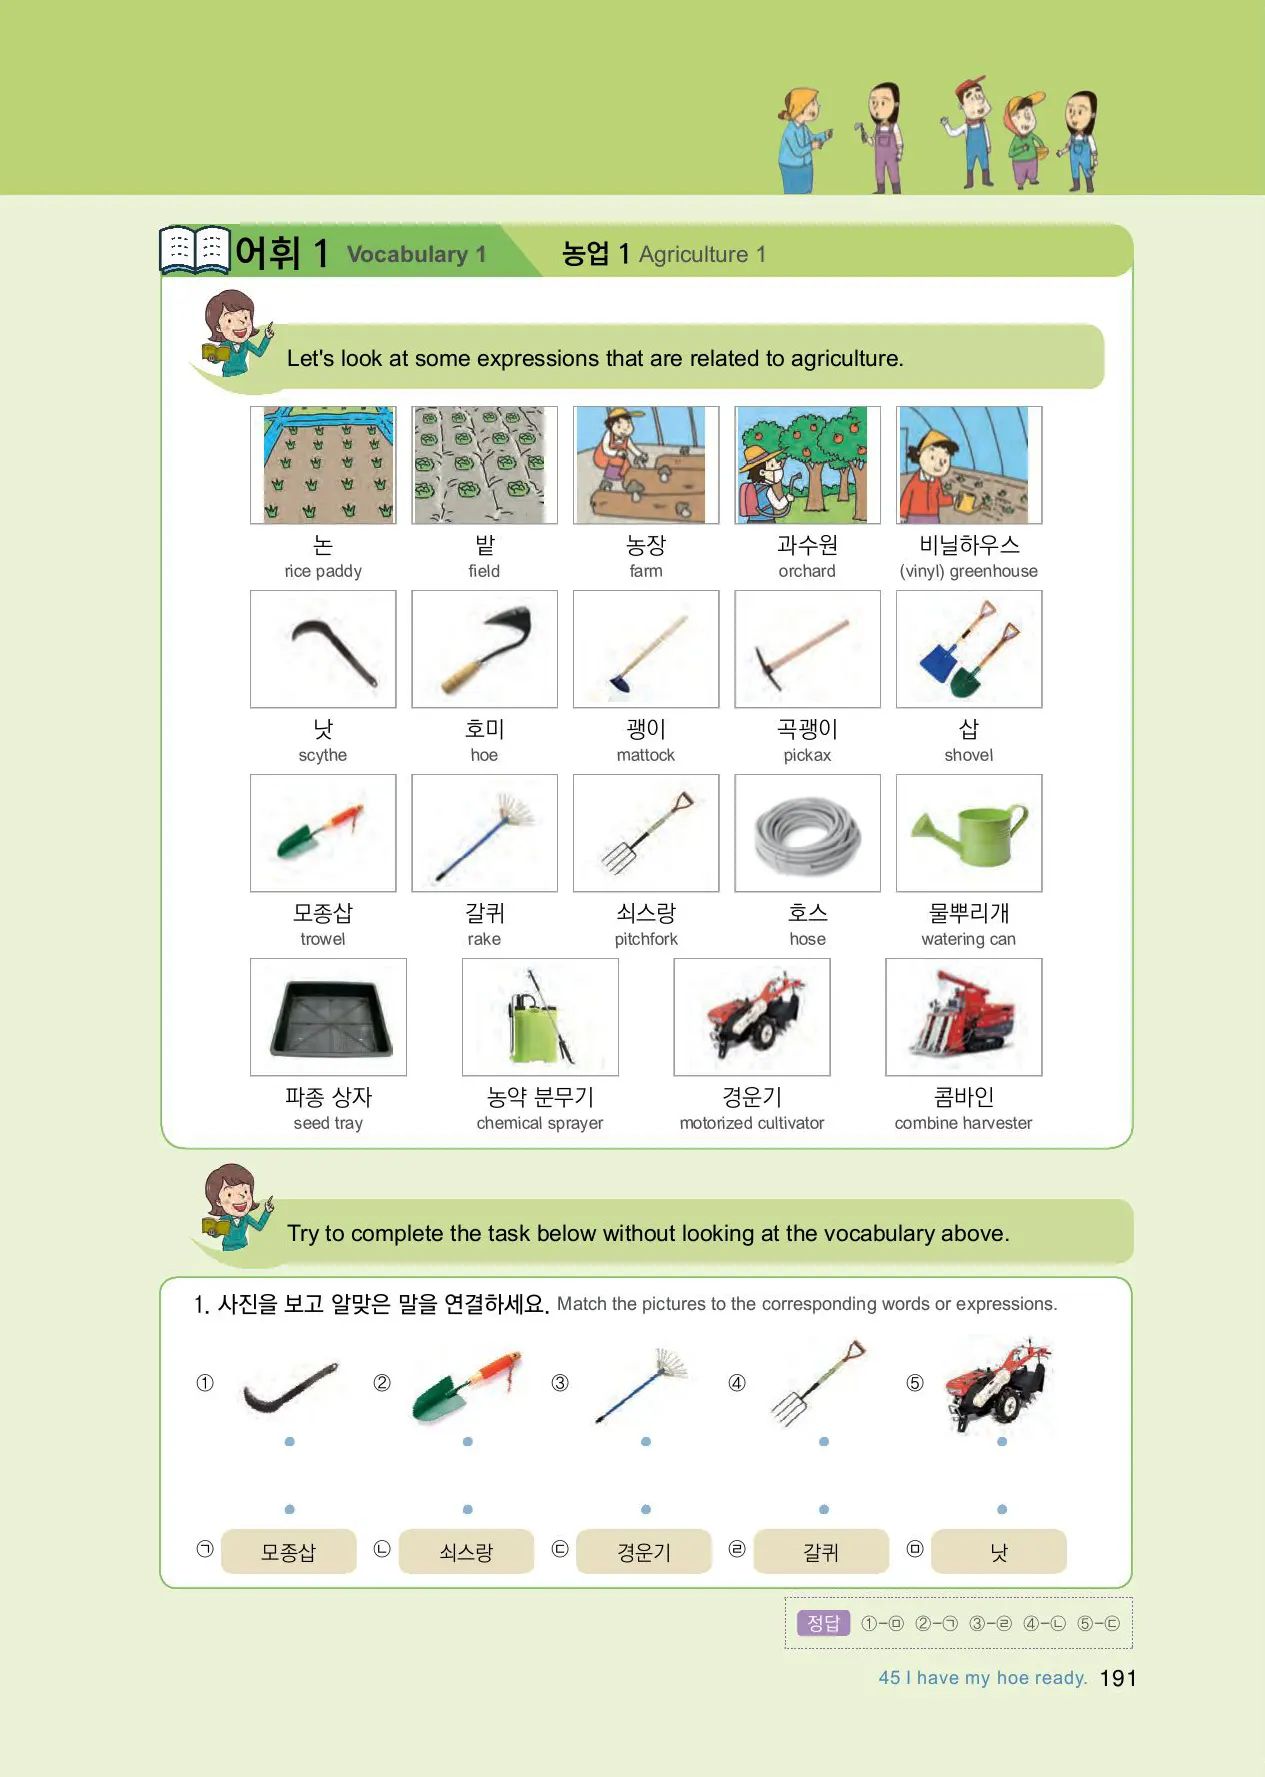 어휘 1 Vocabulary 1 농업 1 Agriculture 1
Let's look at some expressions that are related to agriculture.
논 밭 농장 과수원 비닐하우스
rice paddy field farm orchard (vinyl) greenhouse
낫 호미 괭이 곡괭이 삽
scythe hoe mattock pickax shovel
모종삽 갈퀴 쇠스랑 호스 물뿌리개
trowel rake pitchfork hose watering can
파종 상자 농약 분무기 경운기 콤바인
seed tray chemical sprayer motorized cultivator combine harvester
Try to complete the task below without looking at the vocabulary above.
1. 사진을 보고 알맞은 말을 연결하세요. Match the pictures to the corresponding words or expressions.
① ② ③ ④ ⑤
㉠ 모종삽 ㉡ 쇠스랑 ㉢ 경운기 ㉣ 갈퀴 ㉤ 낫
정답 ①-㉤ ②-㉠ ③-㉣ ④-㉡ ⑤-㉢
45 I have my hoe ready. 191